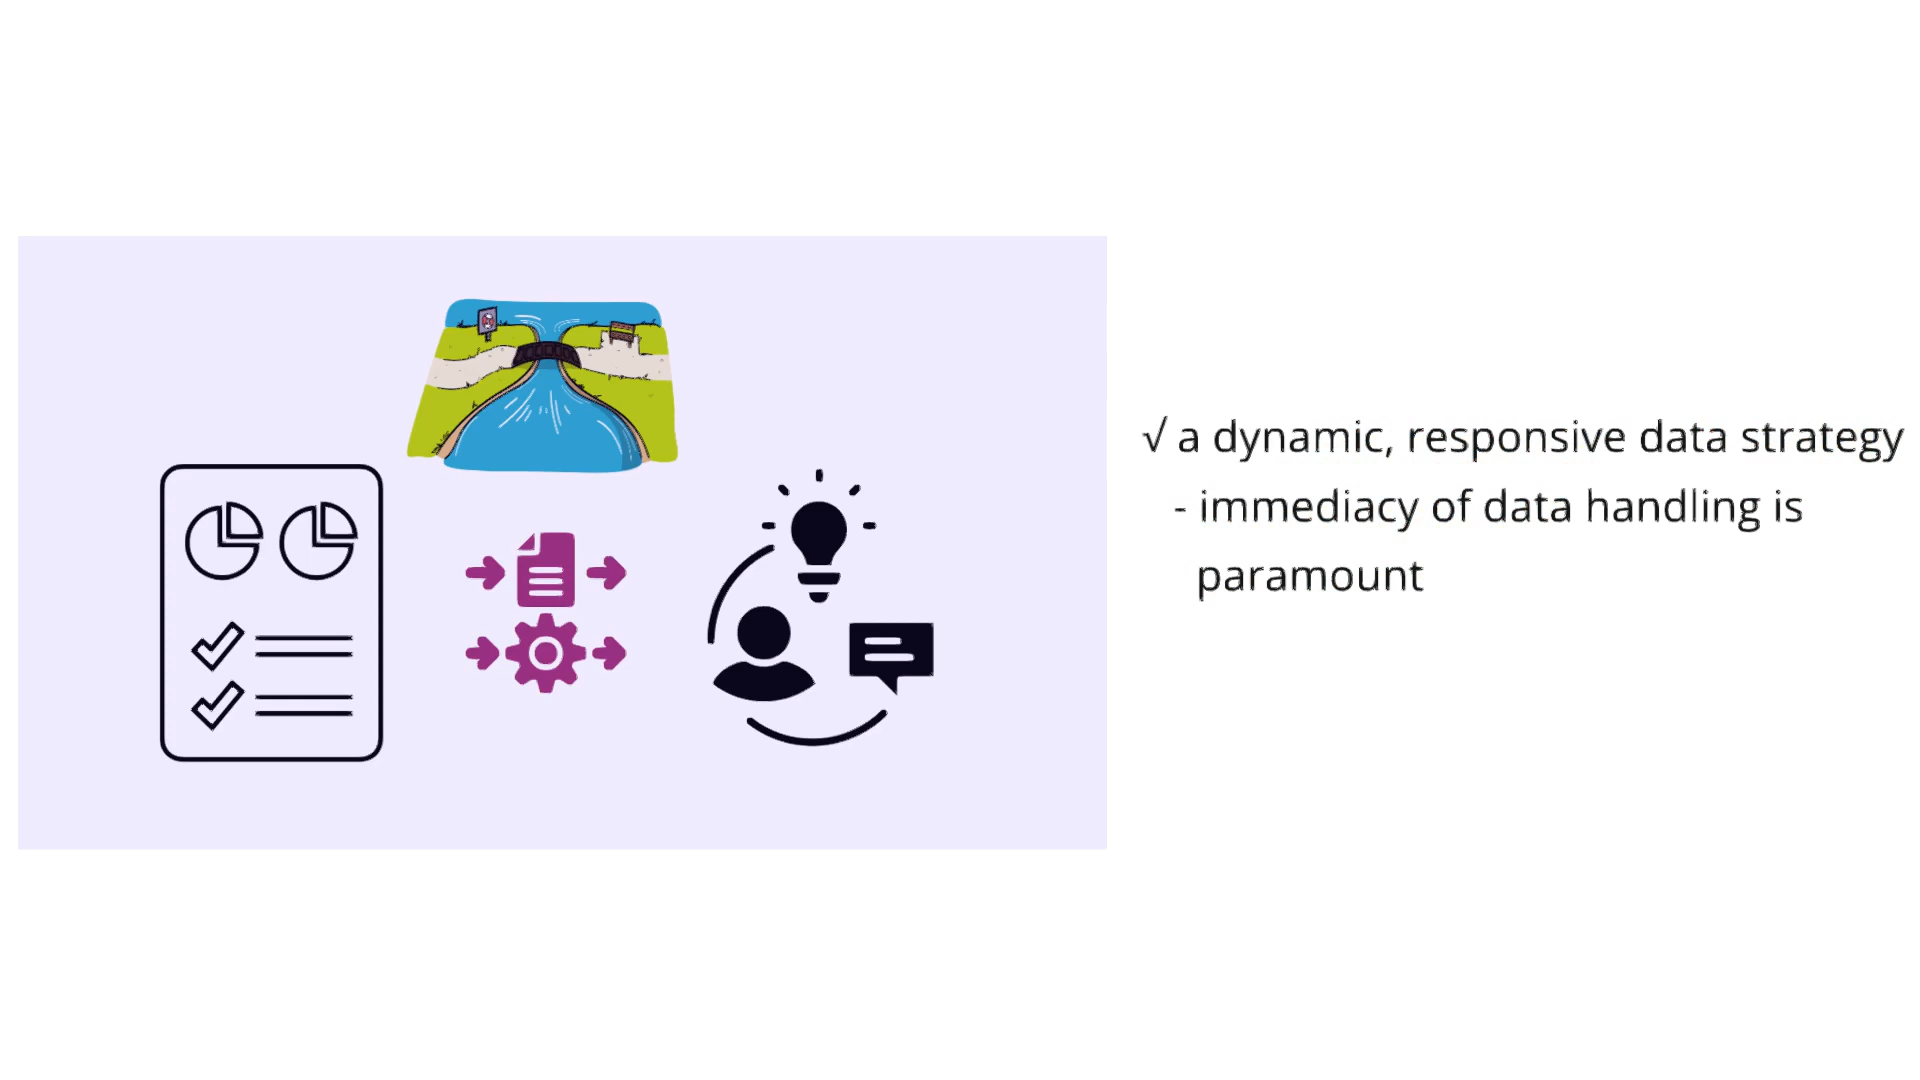 √ a dynamic, responsive data strategy
- immediacy of data handling is
paramount